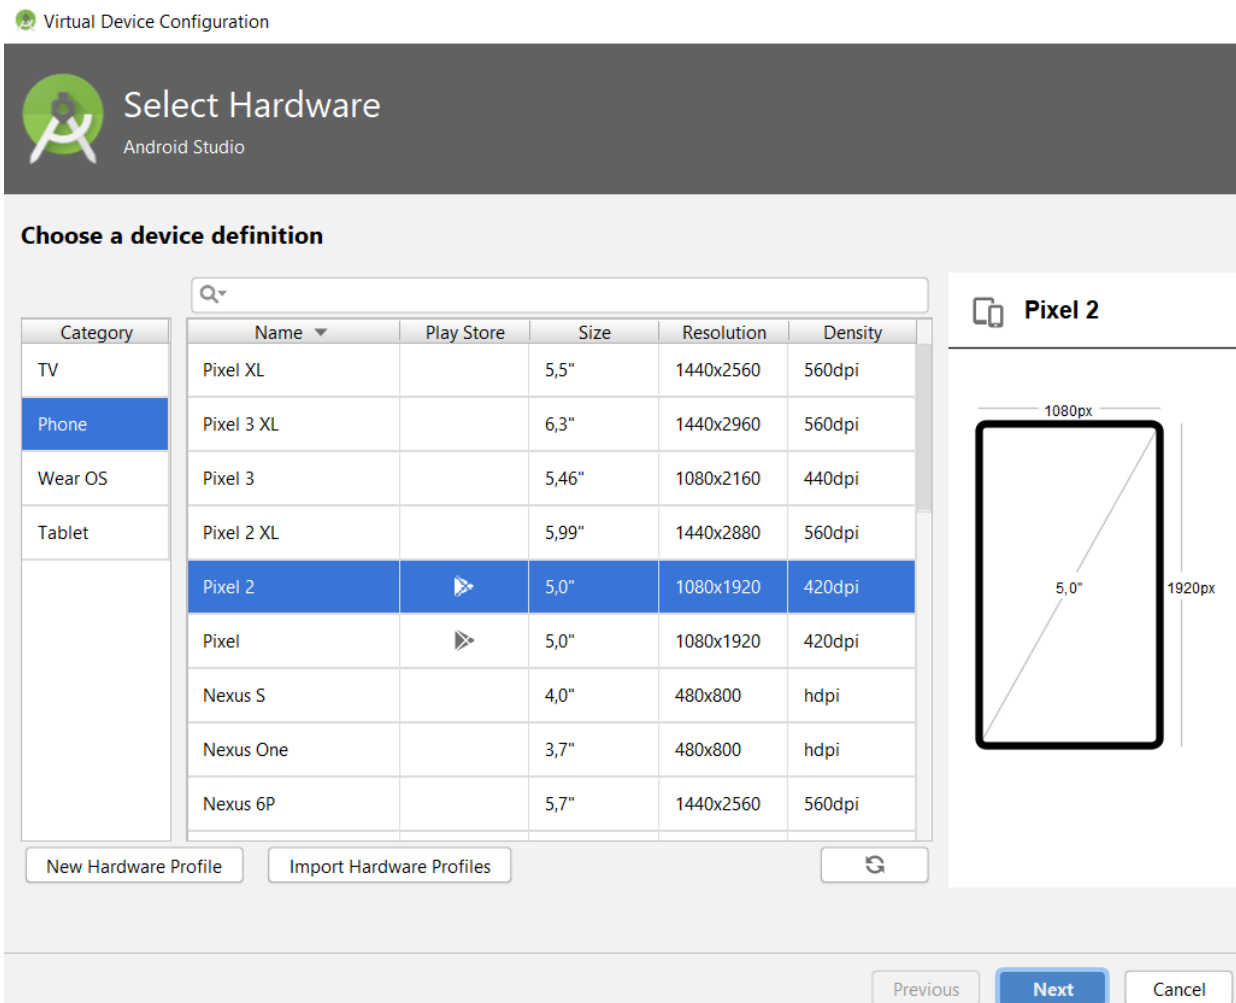 Virtual Device Configuration
Select Hardware
Android Studio
Choose a device definition
Category
TV
Phone
Wear OS
Tablet
Name Play Store Size Resolution Density
Pixel XL 5,5" 1440x2560 560dpi
Pixel 3 XL 6,3" 1440x2960 560dpi
Pixel 3 5,46" 1080x2160 440dpi
Pixel 2 XL 5,99" 1440x2880 560dpi
Pixel 2 5,0" 1080x1920 420dpi
Pixel 5,0" 1080x1920 420dpi
Nexus S 4,0" 480x800 hdpi
Nexus One 3,7" 480x800 hdpi
Nexus 6P 5,7" 1440x2560 560dpi
Pixel 2
1080px
5,0"
1920px
New Hardware Profile
Import Hardware Profiles
Previous
Next
Cancel